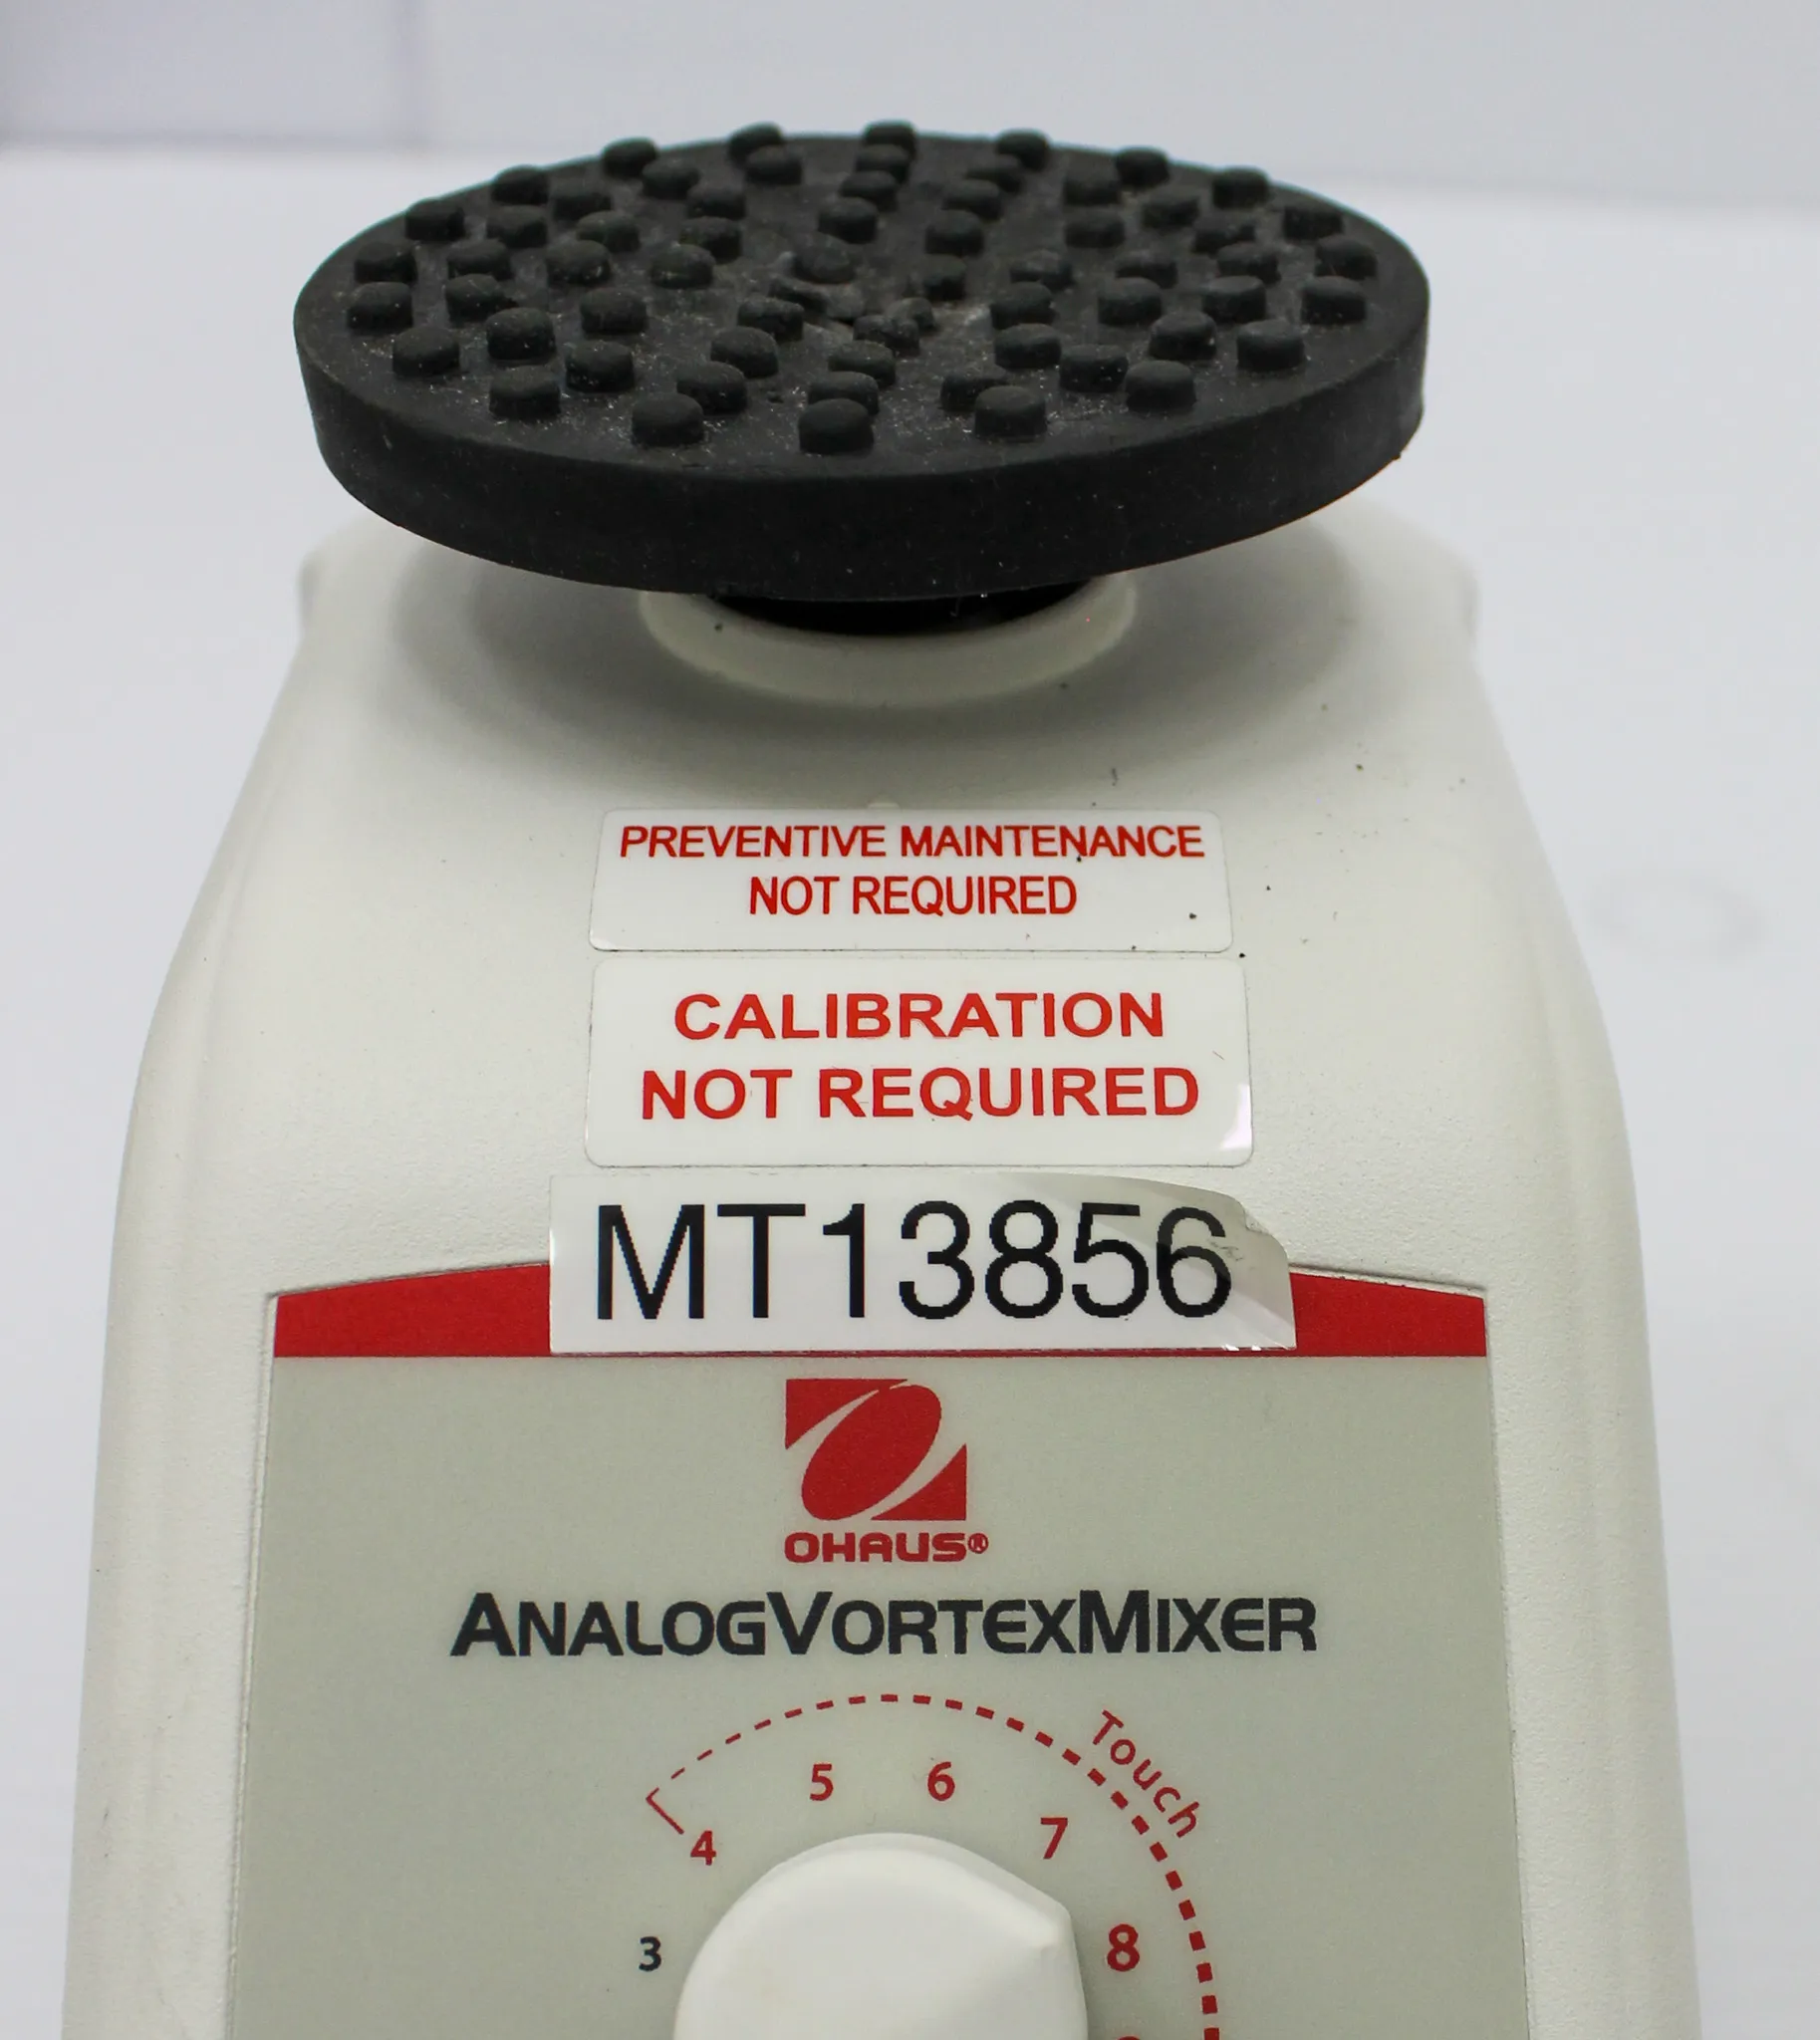 PREVENTIVE MAINTENANCE
NOT REQUIRED
CALIBRATION
NOT REQUIRED
MT13856
OHAUS®
ANALOGVORTEXMIXER
Touch
5 6
4 7
3 8